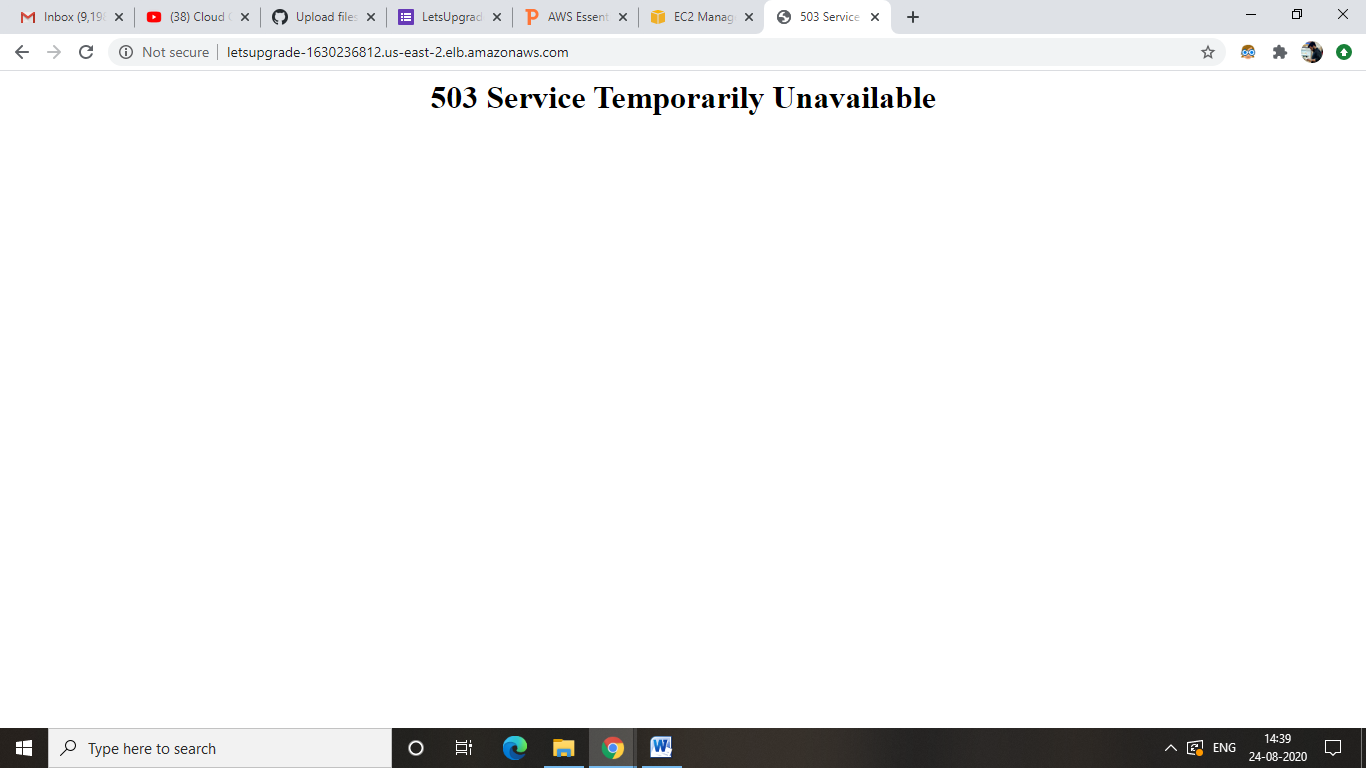 Inbox (9,19
(38) Cloud
Upload files
LetsUpgrad
AWS Essent
EC2 Manag
503 Service
Not secure
letsupgrade-1630236812.us-east-2.elb.amazonaws.com
503 Service Temporarily Unavailable
Type here to search
ENG
14:39
24-08-2020